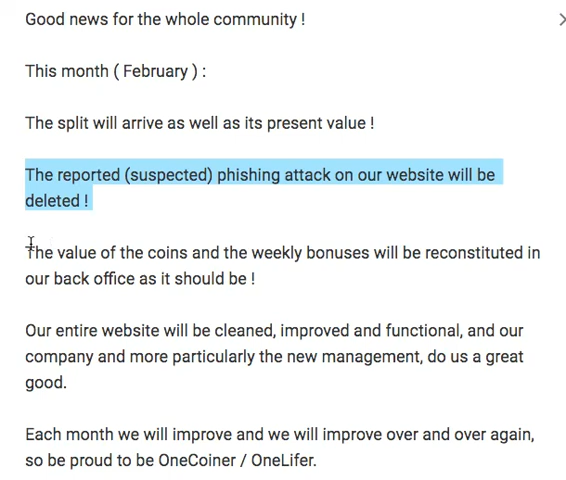 Good news for the whole community !
This month ( February ) :
The split will arrive as well as its present value !
The reported (suspected) phishing attack on our website will be
deleted !
The value of the coins and the weekly bonuses will be reconstituted in
our back office as it should be !
Our entire website will be cleaned, improved and functional, and our
company and more particularly the new management, do us a great
good.
Each month we will improve and we will improve over and over again,
so be proud to be OneCoiner / OneLifer.